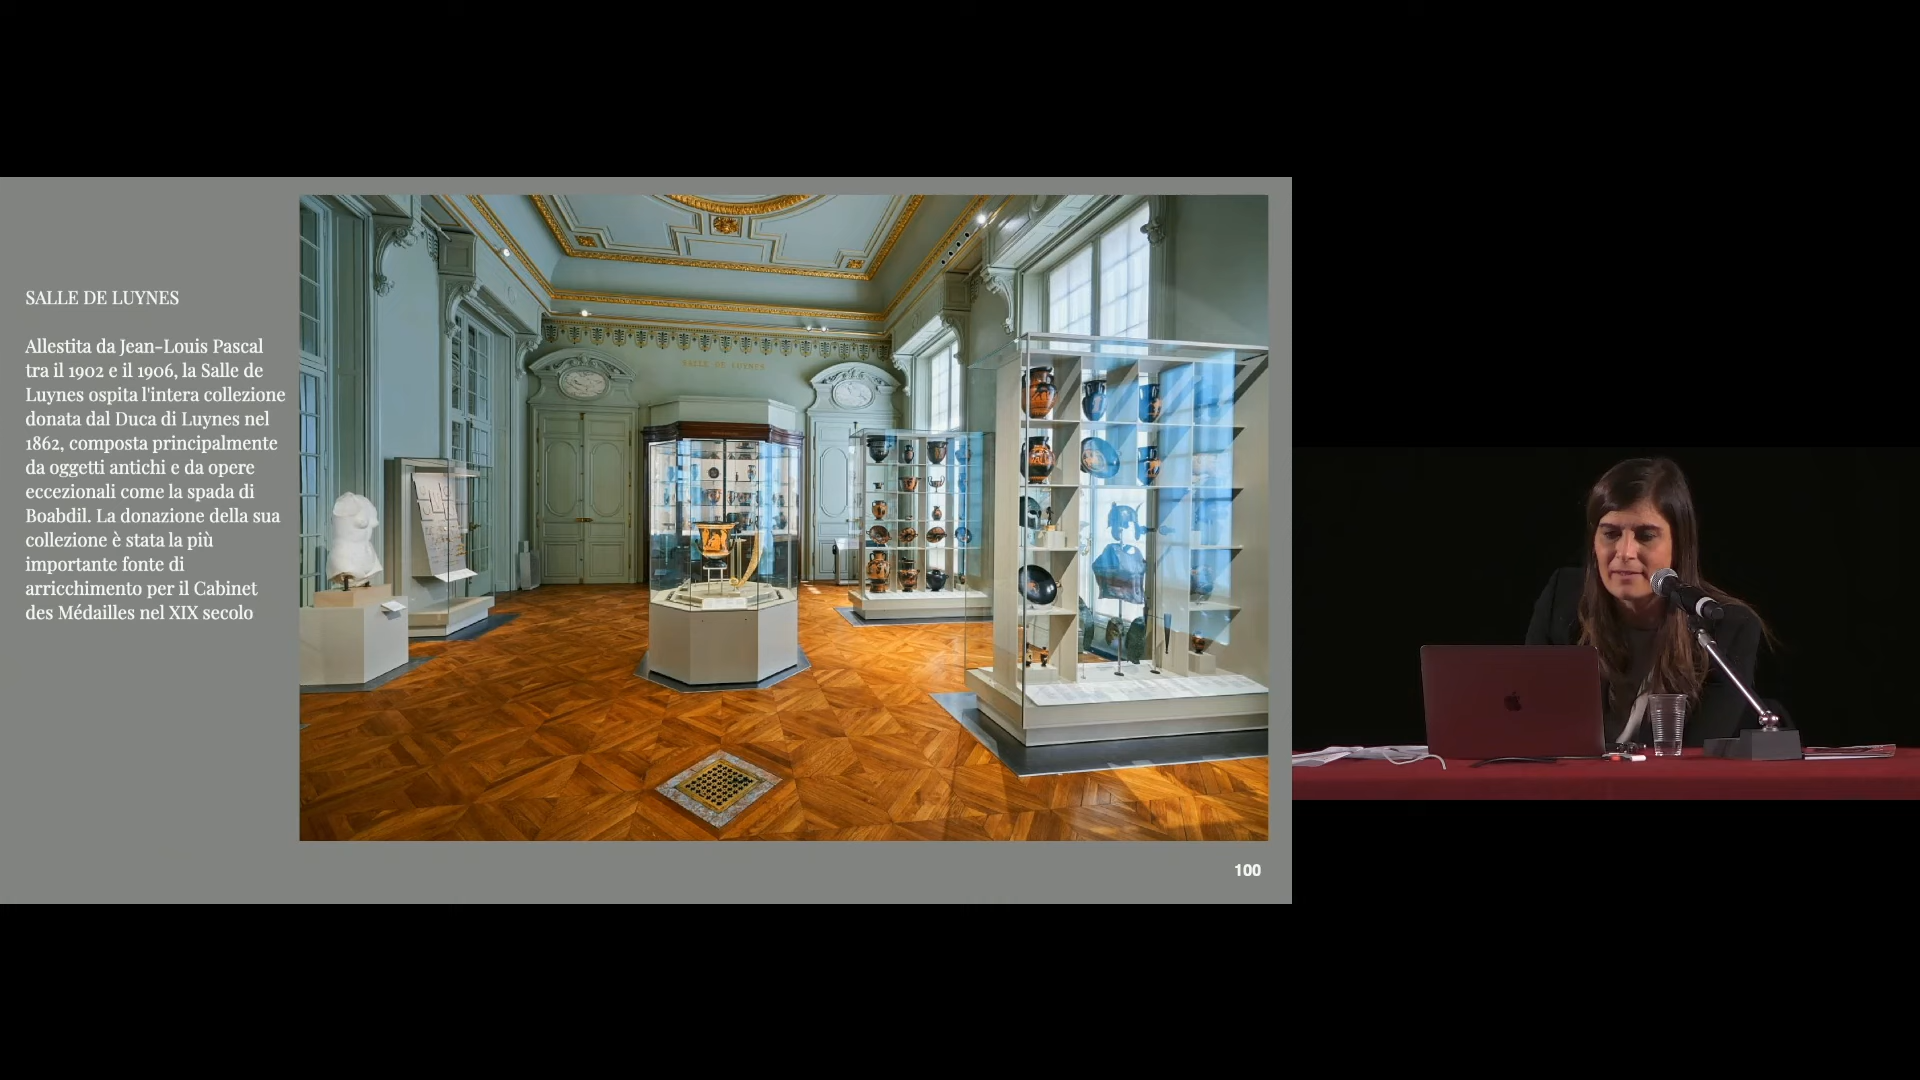 SALLE DE LUYNES
Allestita da Jean-Louis Pascal
tra il 1902 e il 1906, la Salle de
Luynes ospita l'intera collezione
donata dal Duca di Luynes nel
1862, composta principalmente
da oggetti antichi e da opere
eccezionali come la spada di
Boabdil. La donazione della sua
collezione è stata la più
importante fonte di
arricchimento per il Cabinet
des Médailles nel XIX secolo
SALLE DE LUYNES
100